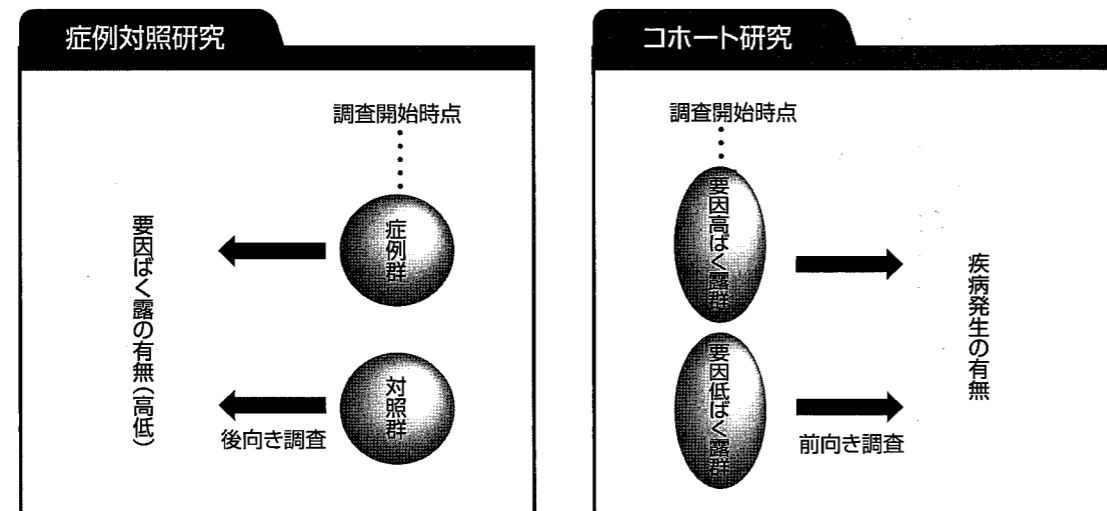 症例対照研究
調査開始時点
症例群
対照群
要因ばく露の有無(高低)
後向き調査
コホート研究
調査開始時点
要因高ばく露群
要因低ばく露群
疾病発生の有無
前向き調査